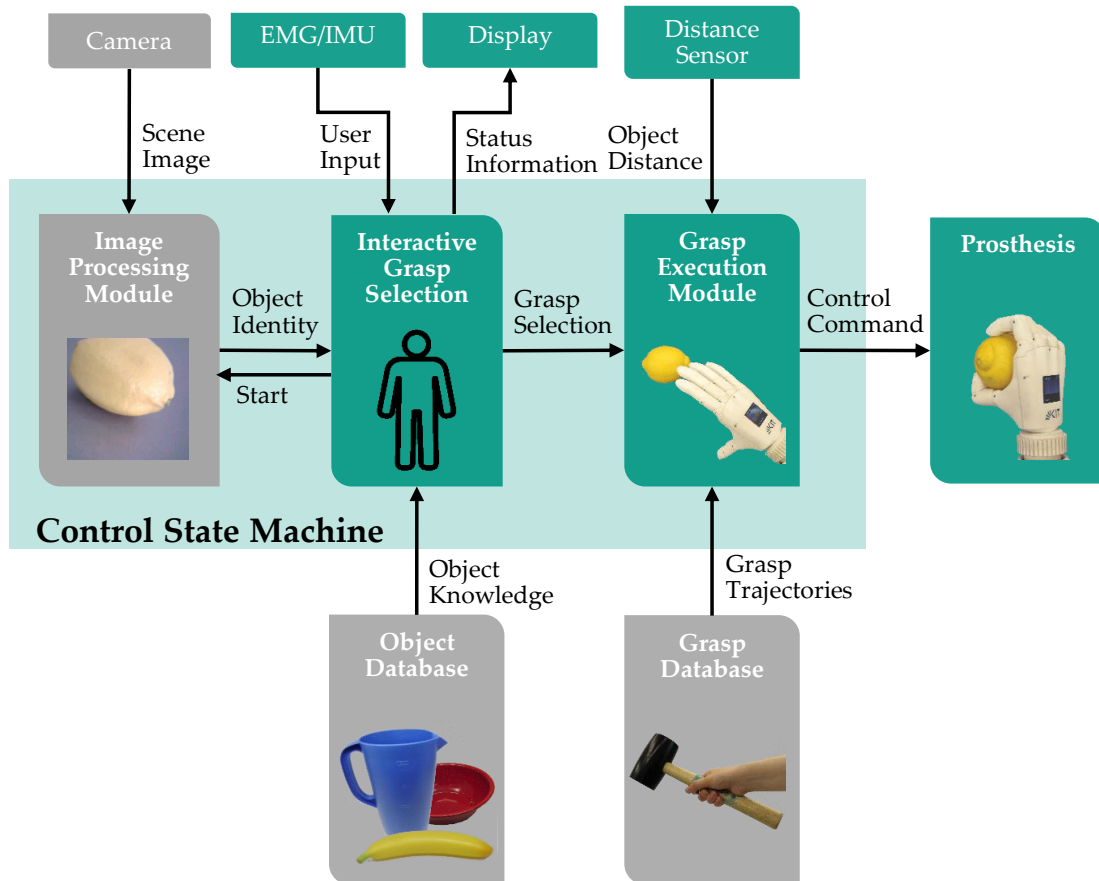 Camera
EMG/IMU
Display
Distance
Sensor
Scene
Image
User
Input
Status
Information
Object
Distance
Image
Processing
Module
Interactive
Grasp
Selection
Grasp
Execution
Module
Prosthesis
Object
Identity
Start
Grasp
Selection
Control
Command
KIT
KIT
Control State Machine
Object
Knowledge
Grasp
Trajectories
Object
Database
Grasp
Database